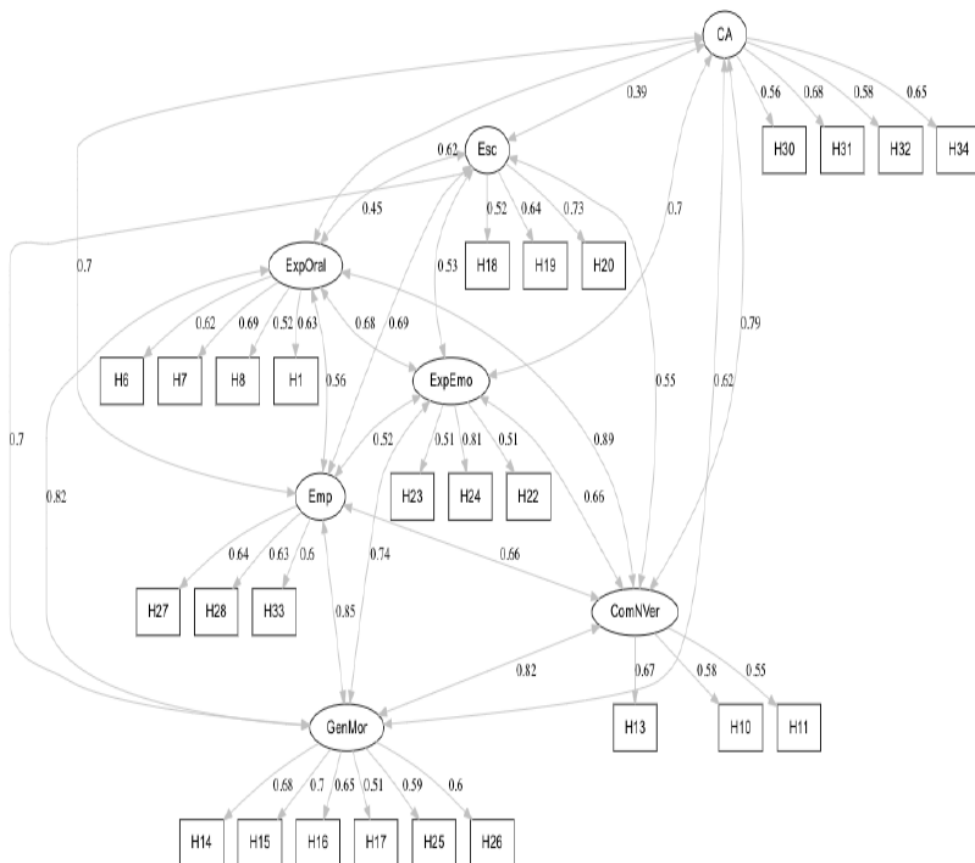 CA
0.39
0.56
0.68
0.58
0.65
H30
H31
H32
H34
Esc
0.62
0.45
0.52
0.64
0.73
0.7
H18
H19
H20
ExpOral
0.7
0.53
0.69
0.79
0.62
0.69
0.52
0.63
0.68
H6
H7
H8
H1
0.56
ExpEmo
0.55
0.62
0.7
0.82
0.52
0.51
0.81
0.51
0.89
H23
H24
H22
Emp
0.66
0.64
0.63
0.6
0.74
0.66
H27
H28
H33
0.85
ComNVer
0.82
0.67
0.58
0.55
GenMor
H13
H10
H11
0.68
0.7
0.65
0.51
0.59
0.6
H14
H15
H16
H17
H25
H26